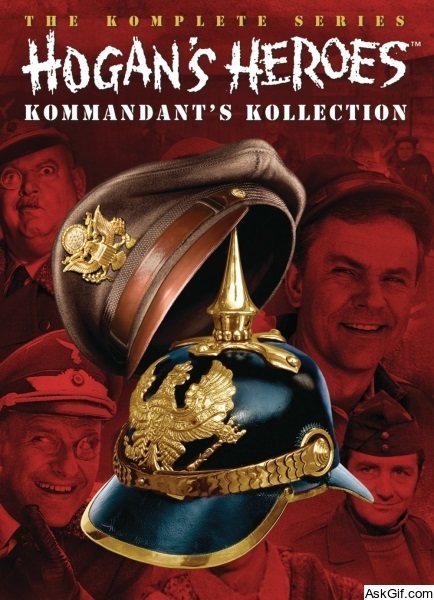 THE KOMPLETE SERIES
HOGAN'S HEROES™
KOMMANDANT'S KOLLECTION
AskGif.com